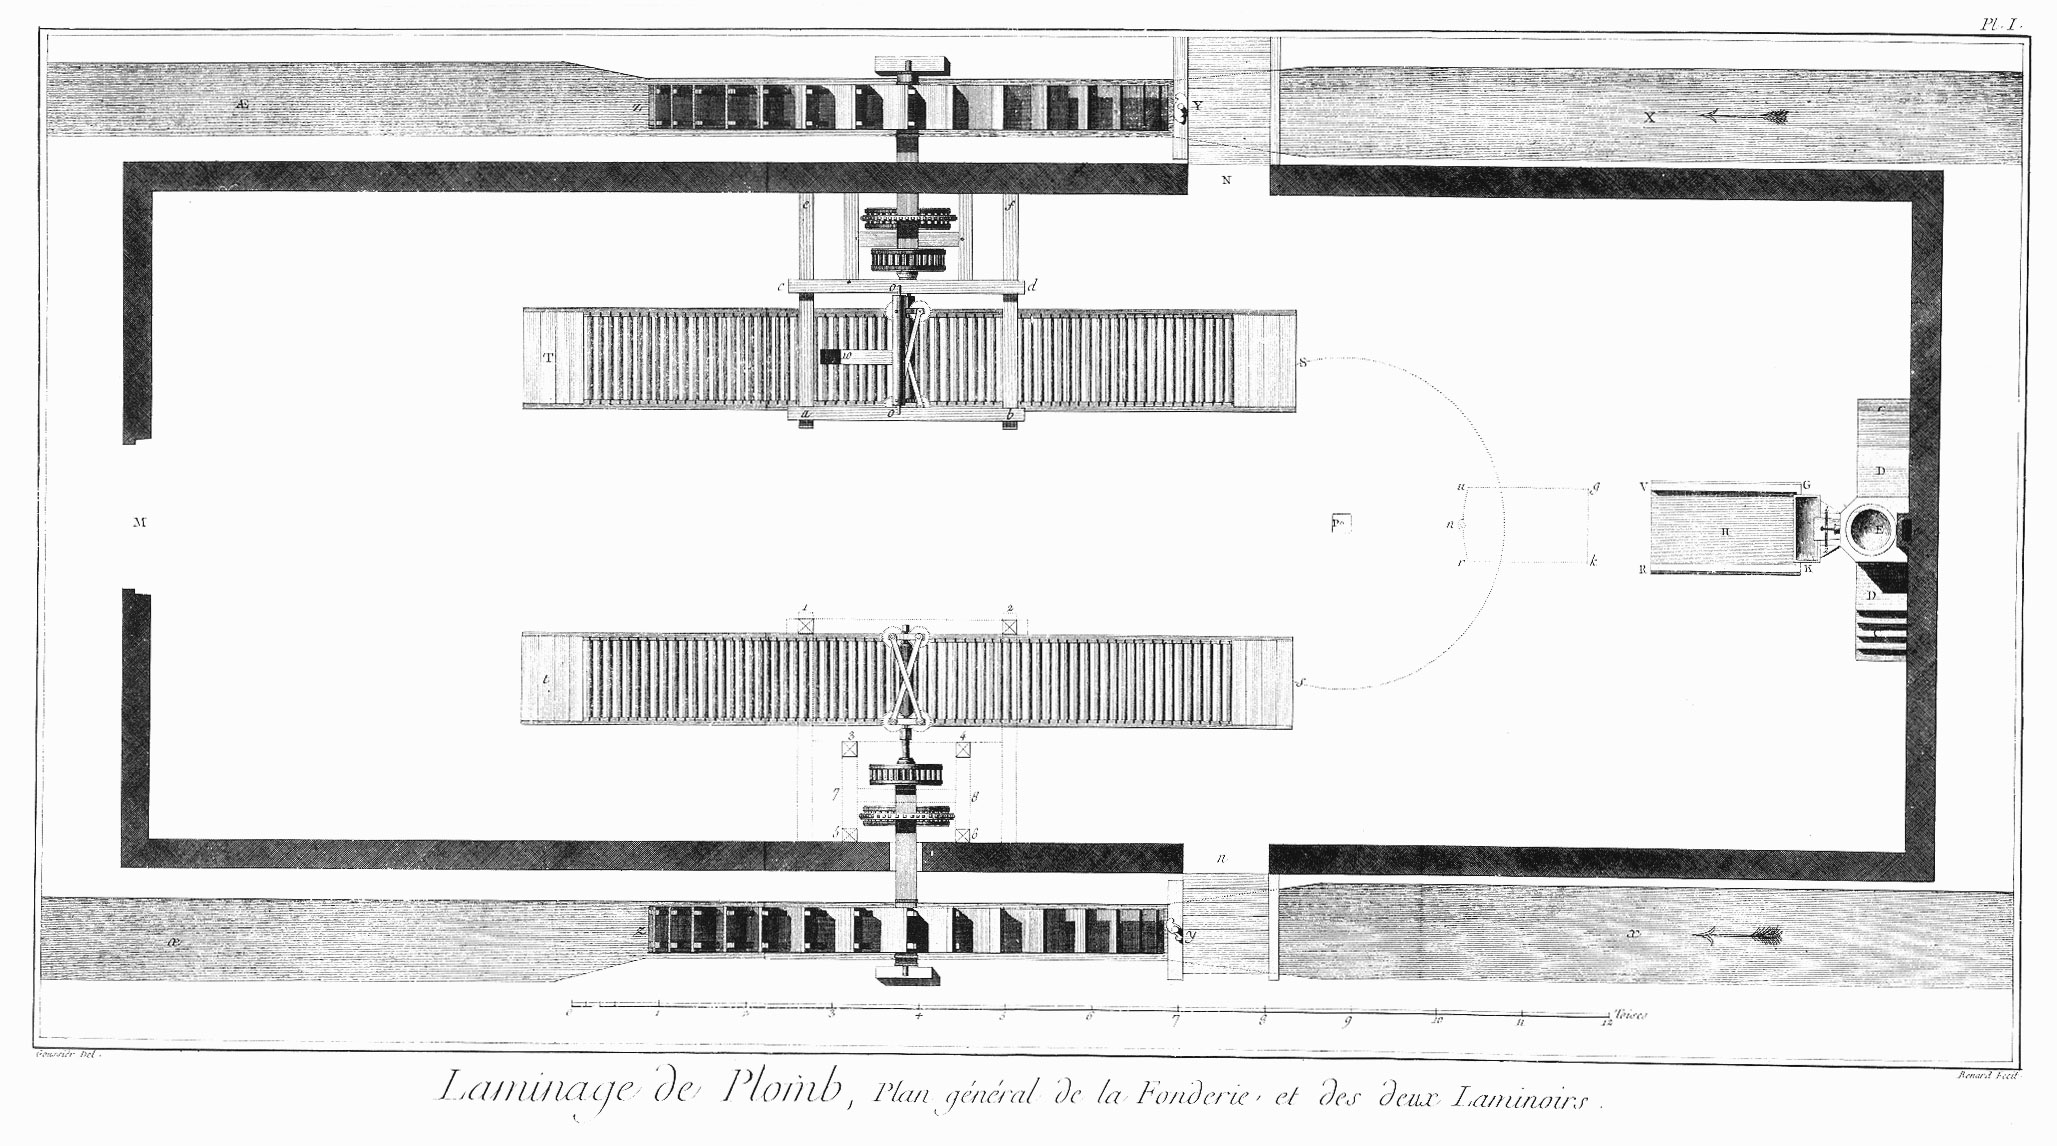 Pl. I.
Æ
Z
Y
X
N
e
f
c
o
d
T
w
S
a
o
b
c
D
u
q
V
G
M
P
n
H
E
r
k
R
K
D
1
2
t
s
3
4
7
8
5
6
n
æ
z
y
x
1
2
3
4
5
6
7
8
9
10
11
12
Toises
Goussier Del.
Benard Fecit.
Laminage de Plomb, Plan général de la Fonderie et des deux Laminoirs.